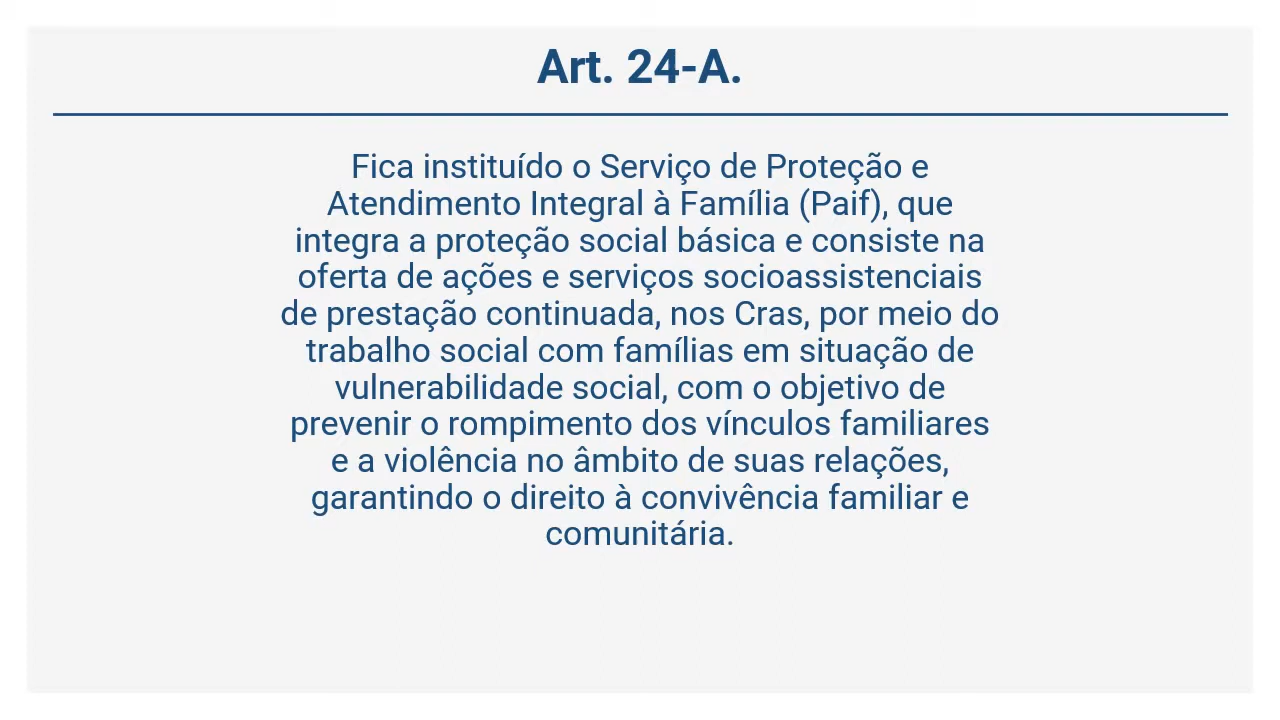 Art. 24-A.
Fica instituído o Serviço de Proteção e
Atendimento Integral à Família (Paif), que
integra a proteção social básica e consiste na
oferta de ações e serviços socioassistenciais
de prestação continuada, nos Cras, por meio do
trabalho social com famílias em situação de
vulnerabilidade social, com o objetivo de
prevenir o rompimento dos vínculos familiares
e a violência no âmbito de suas relações,
garantindo o direito à convivência familiar e
comunitária.